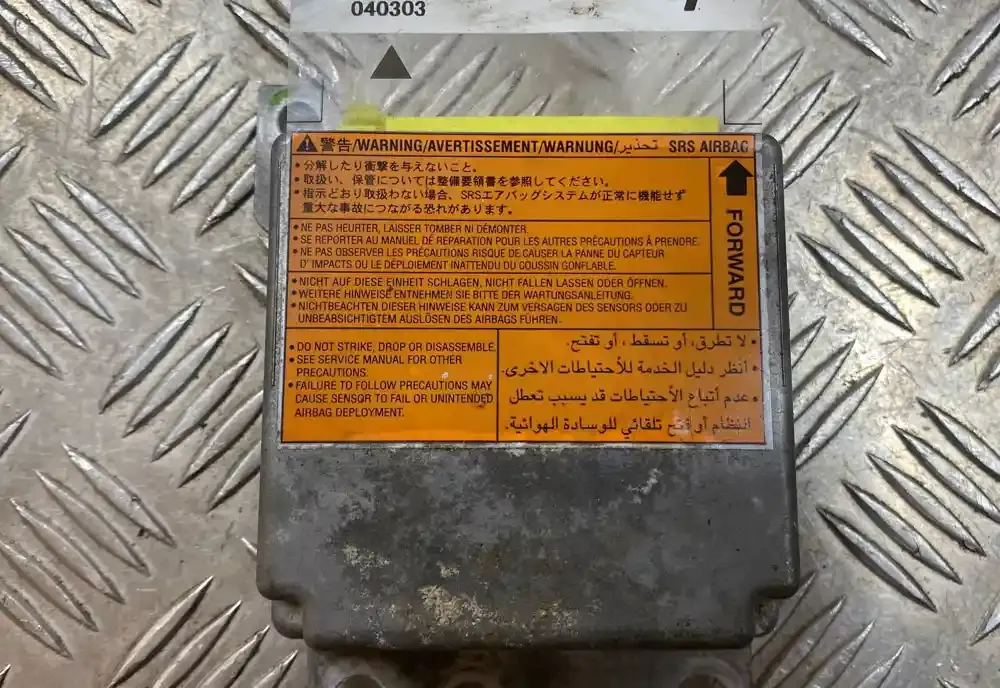 040303
警告/WARNING/AVERTISSEMENT/WARNUNG/تحذير SRS AIRBAG
• 分解したり衝撃を与えないこと。
• 取扱い、保管については整備要領書を参照してください。
• 指示どおり取扱わない場合、SRSエアバッグシステムが正常に機能せず
重大な事故につながる恐れがあります。
FORWARD
• NE PAS HEURTER, LAISSER TOMBER NI DÉMONTER.
• SE REPORTER AU MANUEL DE RÉPARATION POUR LES AUTRES PRÉCAUTIONS À PRENDRE.
• NE PAS OBSERVER LES PRÉCAUTIONS RISQUE DE CAUSER LA PANNE DU CAPTEUR
D' IMPACTS OU LE DÉPLOIEMENT INATTENDU DU COUSSIN GONFLABLE.
• NICHT AUF DIESE EINHEIT SCHLAGEN, NICHT FALLEN LASSEN ODER ÖFFNEN.
• WEITERE HINWEISE ENTNEHMEN SIE BITTE DER WARTUNGSANLEITUNG.
• NICHTBEACHTEN DIESER HINWEISE KANN ZUM VERSAGEN DES SENSORS ODER ZU
UNBEABSICHTIGTEM AUSLÖSEN DES AIRBAGS FÜHREN.
• DO NOT STRIKE, DROP OR DISASSEMBLE.
• SEE SERVICE MANUAL FOR OTHER
PRECAUTIONS.
• FAILURE TO FOLLOW PRECAUTIONS MAY
CAUSE SENSOR TO FAIL OR UNINTENDED
AIRBAG DEPLOYMENT.
• لا تطرق، أو تسقط، أو تفتح.
• أنظر دليل الخدمة للأحتياطات الاخرى.
• عدم أتباع الأحتياطات قد يسبب تعطل
النظام أو فتح تلقائي للوسادة الهوائية.